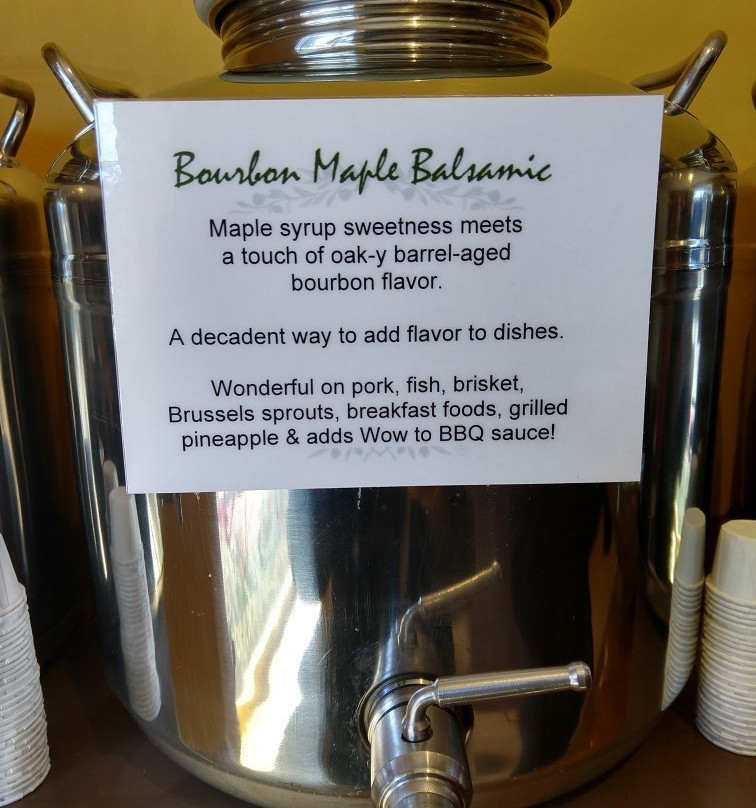 Bourbon Maple Balsamic
Maple syrup sweetness meets
a touch of oak-y barrel-aged
bourbon flavor.
A decadent way to add flavor to dishes.
Wonderful on pork, fish, brisket,
Brussels sprouts, breakfast foods, grilled
pineapple & adds Wow to BBQ sauce!